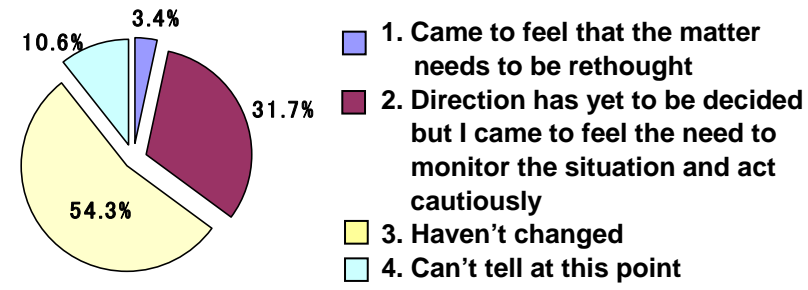 3.4%
10.6%
31.7%
54.3%
1. Came to feel that the matter
needs to be rethought
2. Direction has yet to be decided
but I came to feel the need to
monitor the situation and act
cautiously
3. Haven't changed
4. Can't tell at this point